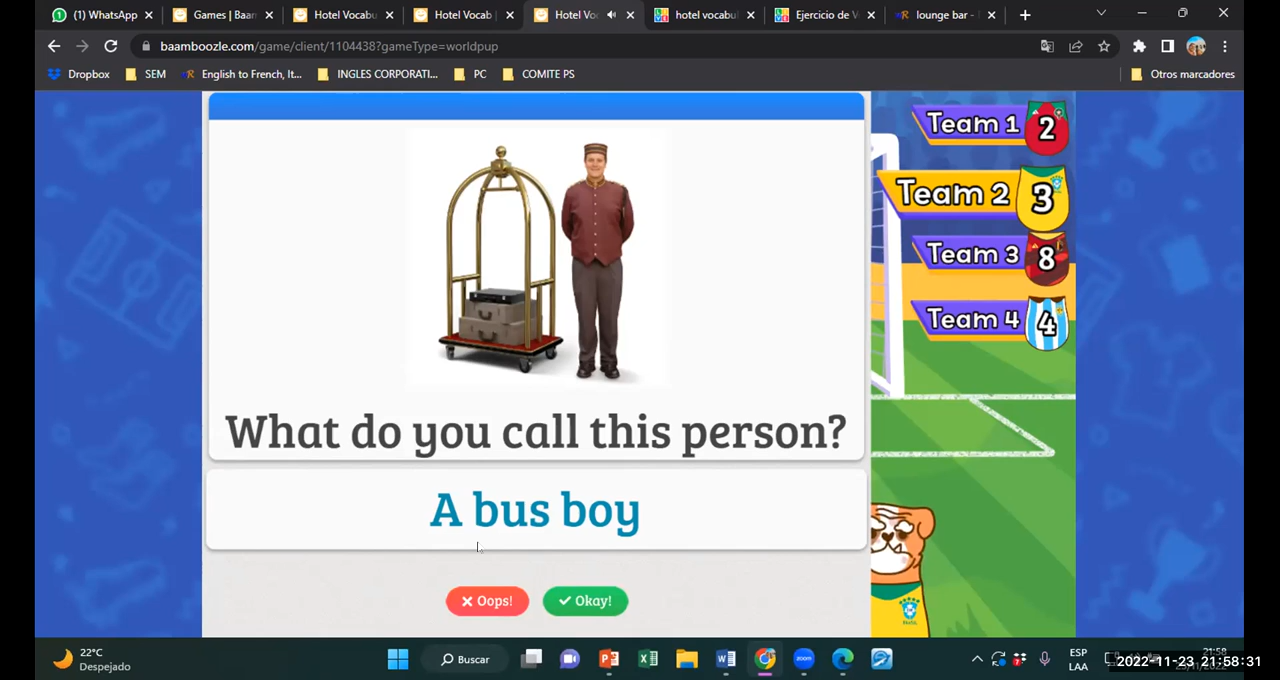 (1) WhatsApp
Games | Baan
Hotel Vocabu
Hotel Vocab |
Hotel Vo
hotel vocabul
Ejercicio de V
lounge bar -
baamboozle.com/game/client/1104438?gameType=worldpup
Dropbox
SEM
English to French, It...
INGLES CORPORATI...
PC
COMITE PS
Otros marcadores
Team 1 2
Team 2 3
Team 3 8
Team 4 4
What do you call this person?
A bus boy
Oops!
Okay!
22°C
Despejado
Buscar
ESP
LAA
21:58
2022-11-23 21:58:31